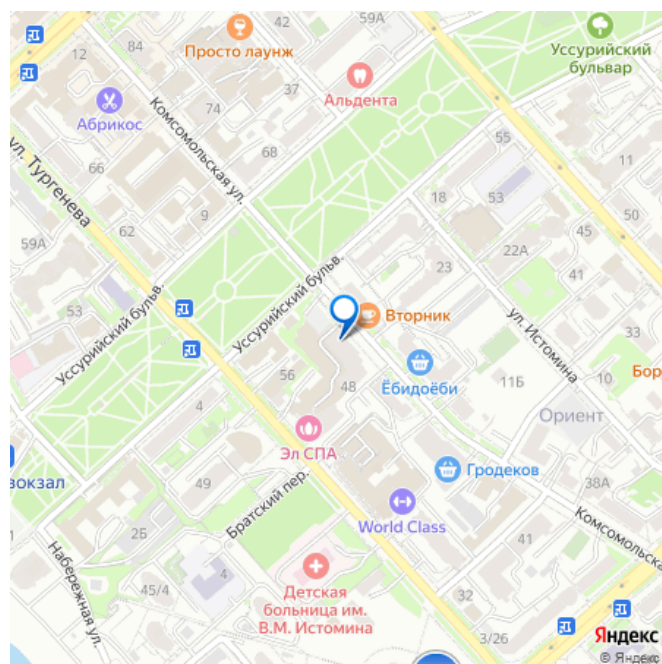 59А
42
12
84
Просто лаунж
37
Уссурийский
бульвар
Альдента
74
Абрикос
Комсомольская ул.
68
55
11
66
ул. Тургенева
9
18
53
50
62
45
22А
59А
23
41
Уссурийский бульв.
53
Уссурийский бульв.
Вторник
ул. Истомина
33
56
48
Ёбидоёби
11Б
10
Бор
4
Ориент
Эл СПА
вокзал
49
Гродеков
38А
Братский пер.
World Class
Комсомольская
2Б
41
Набережная ул.
45/4
4
Детская
больница им.
В.М. Истомина
32
3/26
Яндекс
© Яндекс